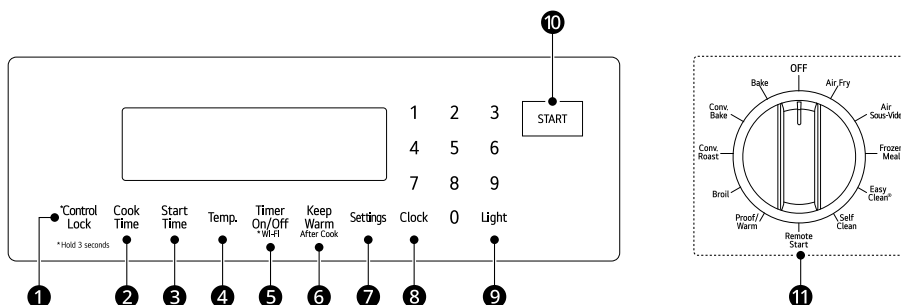 10
1 2 3
START
4 5 6
7 8 9
*Control
Lock
* Hold 3 seconds
Cook
Time
Start
Time
Temp.
Timer
On/Off
* Wi-Fi
Keep
Warm
After Cook
Settings
Clock
0
Light
1 2 3 4 5 6 7 8 9
OFF
Air Fry
Air
Sous-Vide
Frozen
Meal
Easy
Clean®
Self
Clean
Remote
Start
Proof/
Warm
Broil
Conv.
Roast
Conv.
Bake
Bake
11